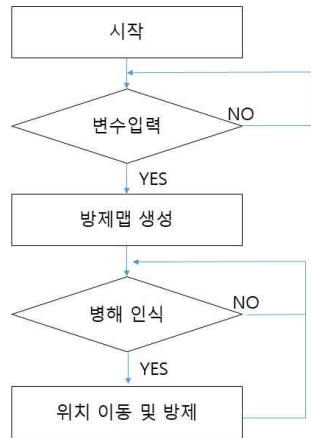 시작
변수입력
NO
YES
방제맵 생성
병해 인식
NO
YES
위치 이동 및 방제